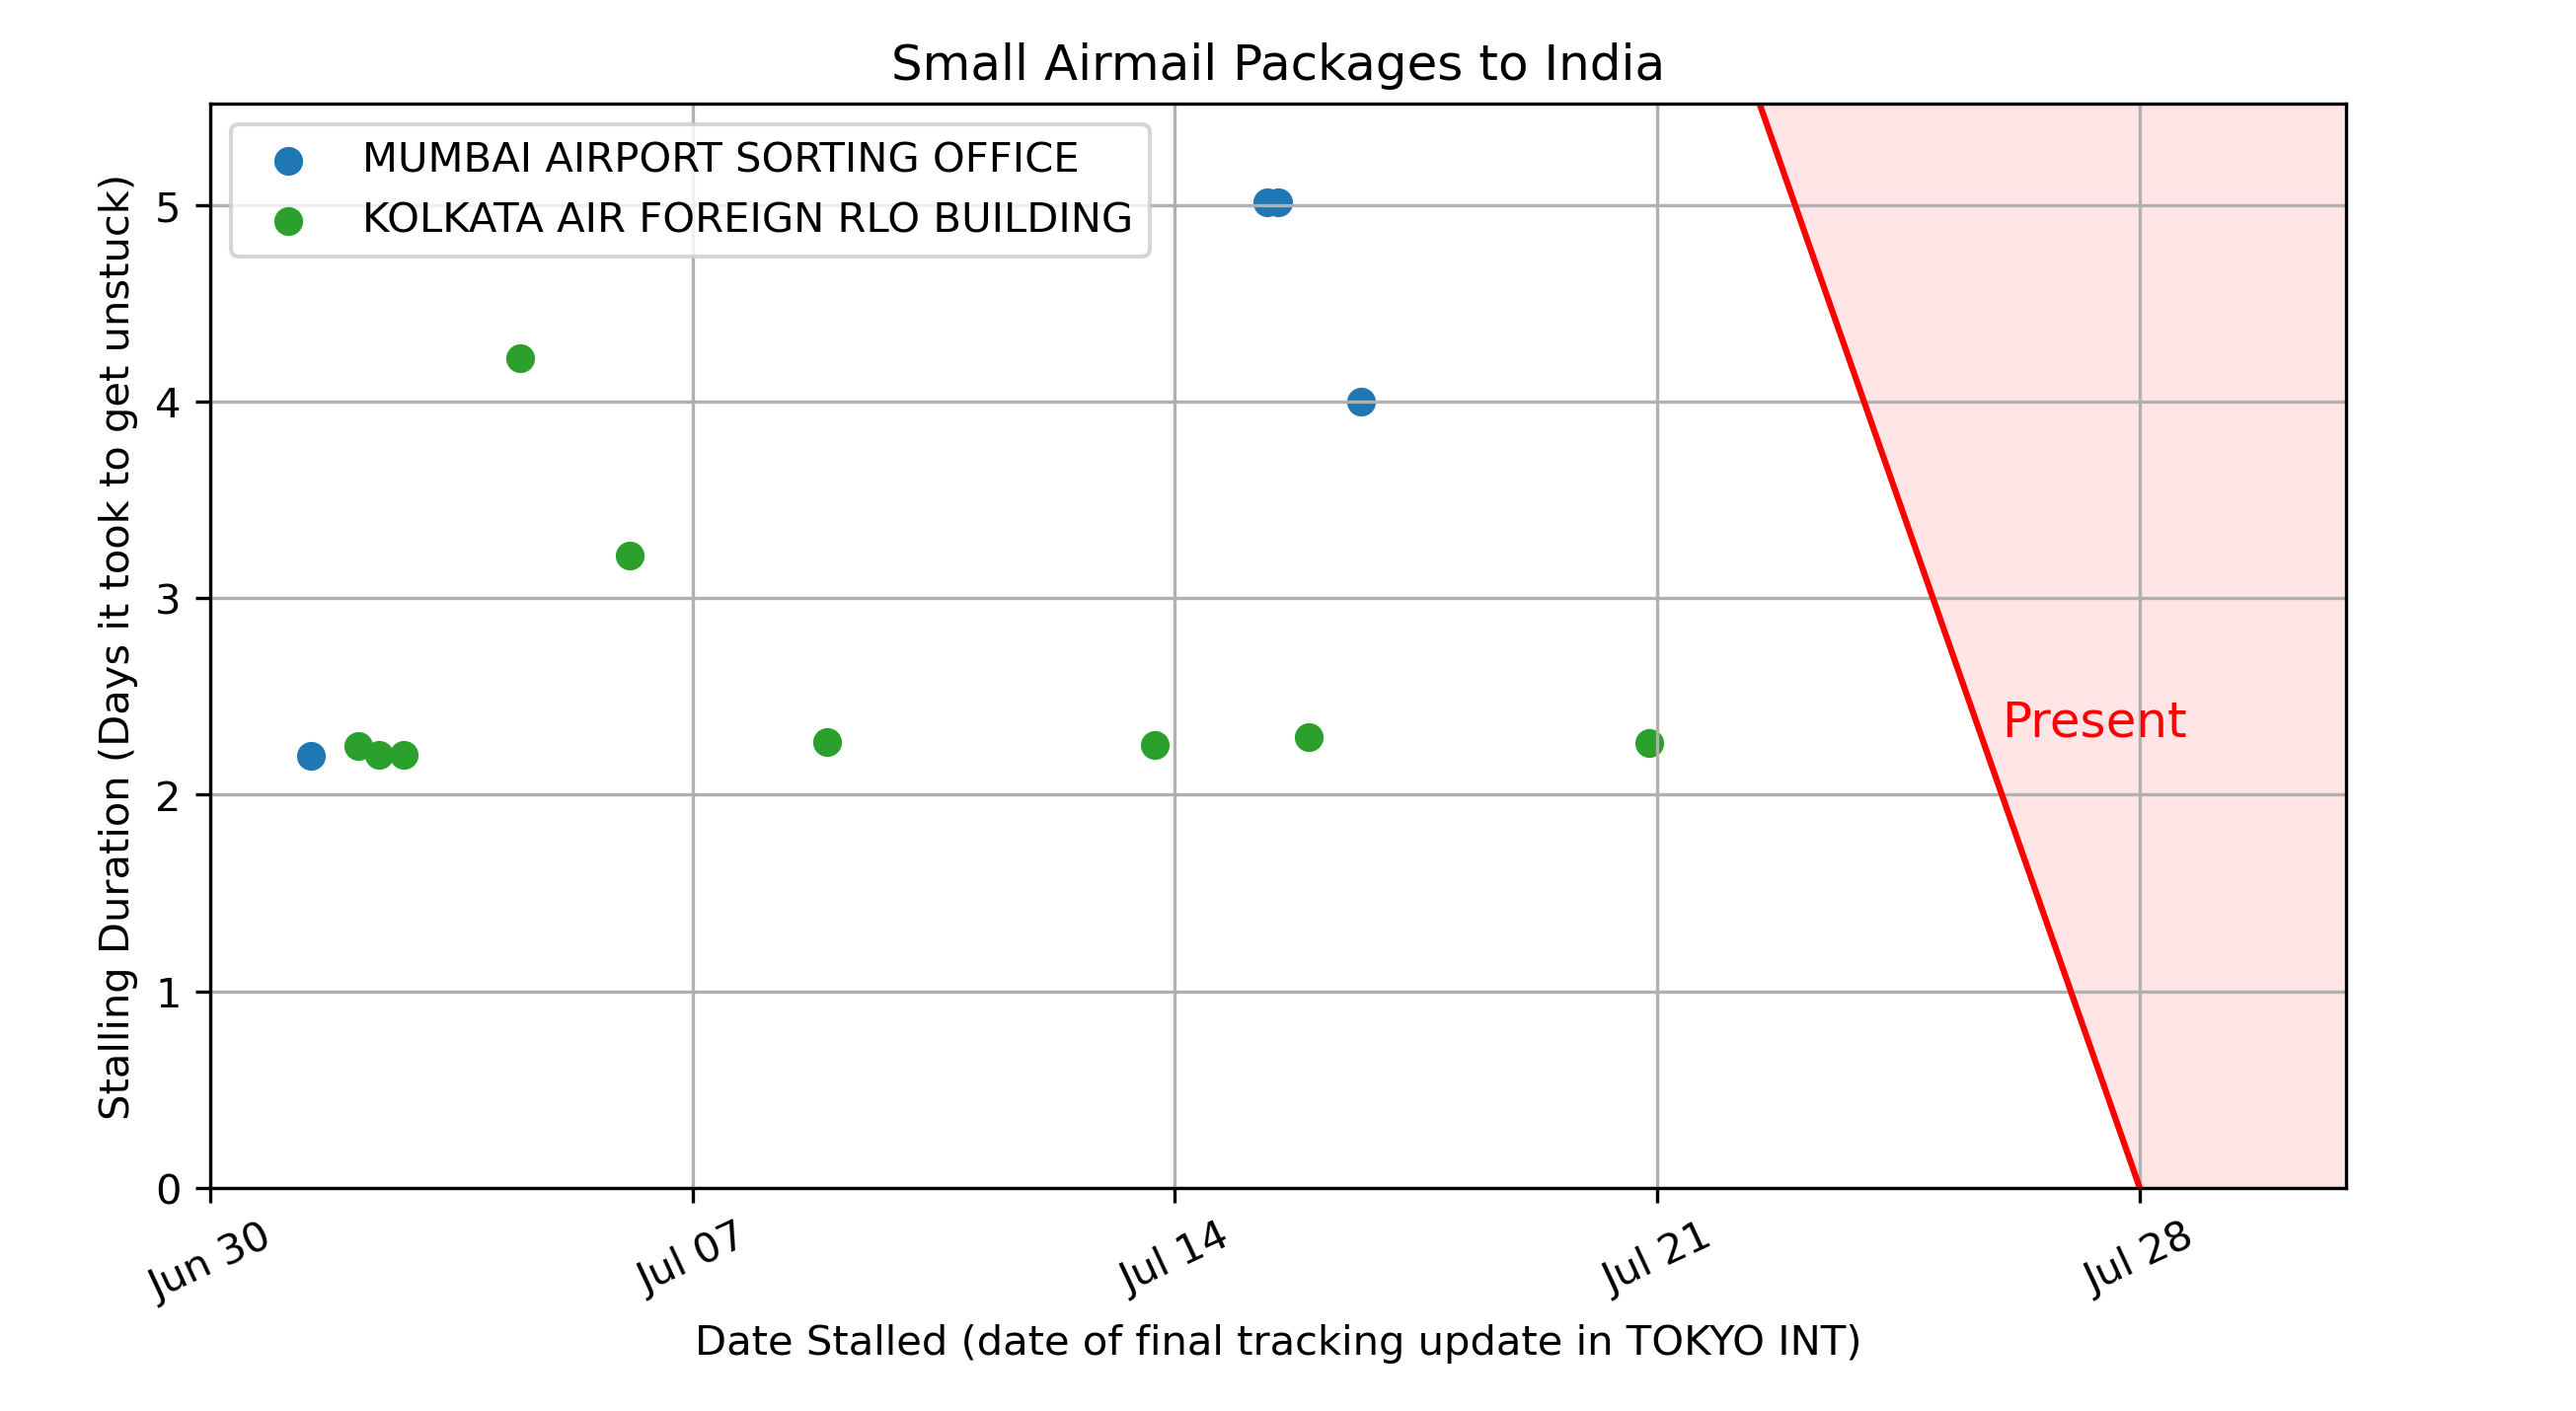 Small Airmail Packages to India
MUMBAI AIRPORT SORTING OFFICE
KOLKATA AIR FOREIGN RLO BUILDING
Stalling Duration (Days it took to get unstuck)
5
4
3
2
1
0
Present
Jun 30
Jul 07
Jul 14
Jul 21
Jul 28
Date Stalled (date of final tracking update in TOKYO INT)